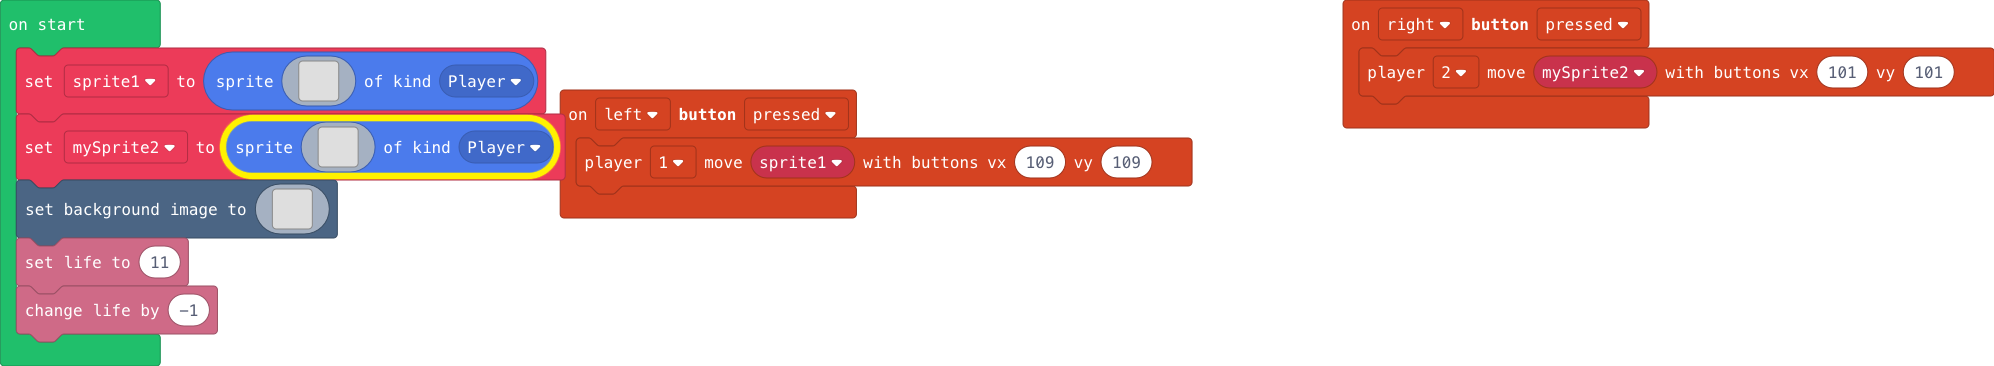 on start
set sprite1 to sprite of kind Player
set mySprite2 to sprite of kind Player
set background image to
set life to 11
change life by −1
on left button pressed
player 1 move sprite1 with buttons vx 109 vy 109
on right button pressed
player 2 move mySprite2 with buttons vx 101 vy 101